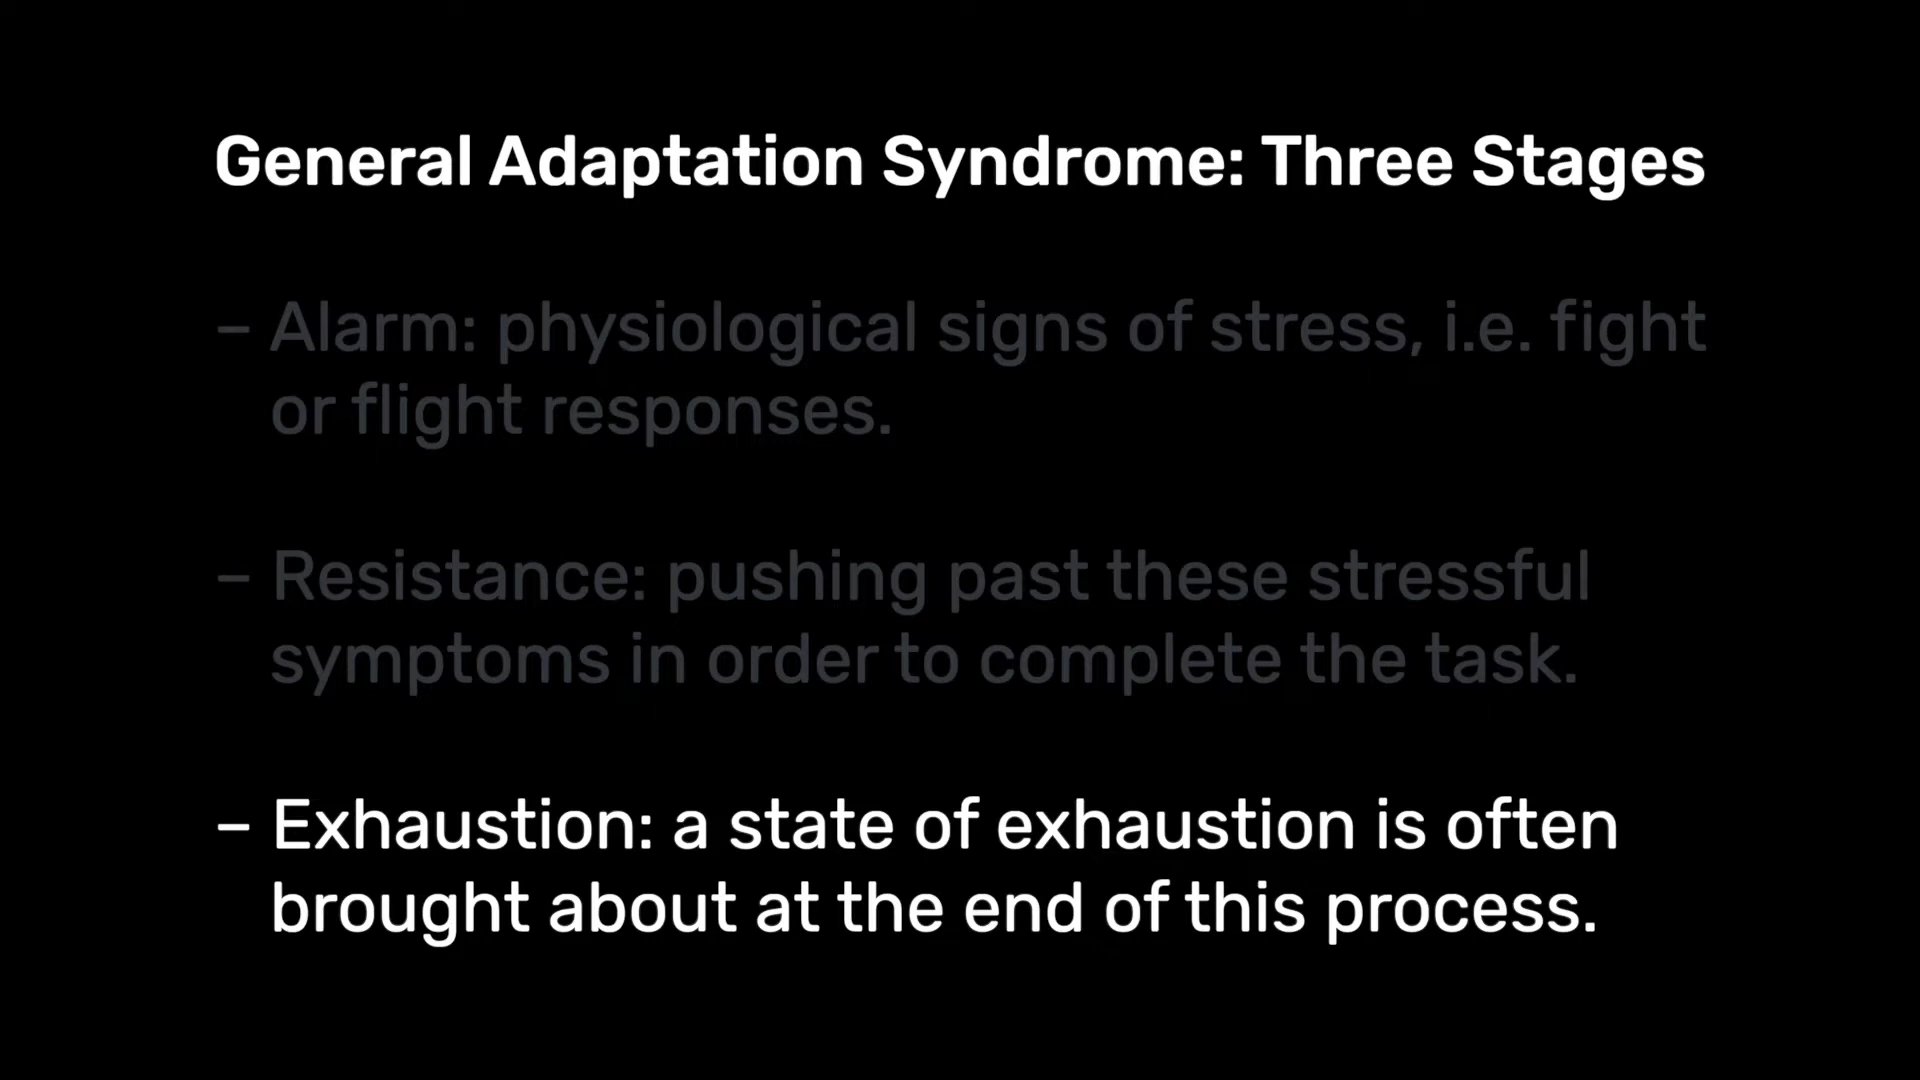 General Adaptation Syndrome: Three Stages
– Alarm: physiological signs of stress, i.e. fight
or flight responses.
– Resistance: pushing past these stressful
symptoms in order to complete the task.
– Exhaustion: a state of exhaustion is often
brought about at the end of this process.